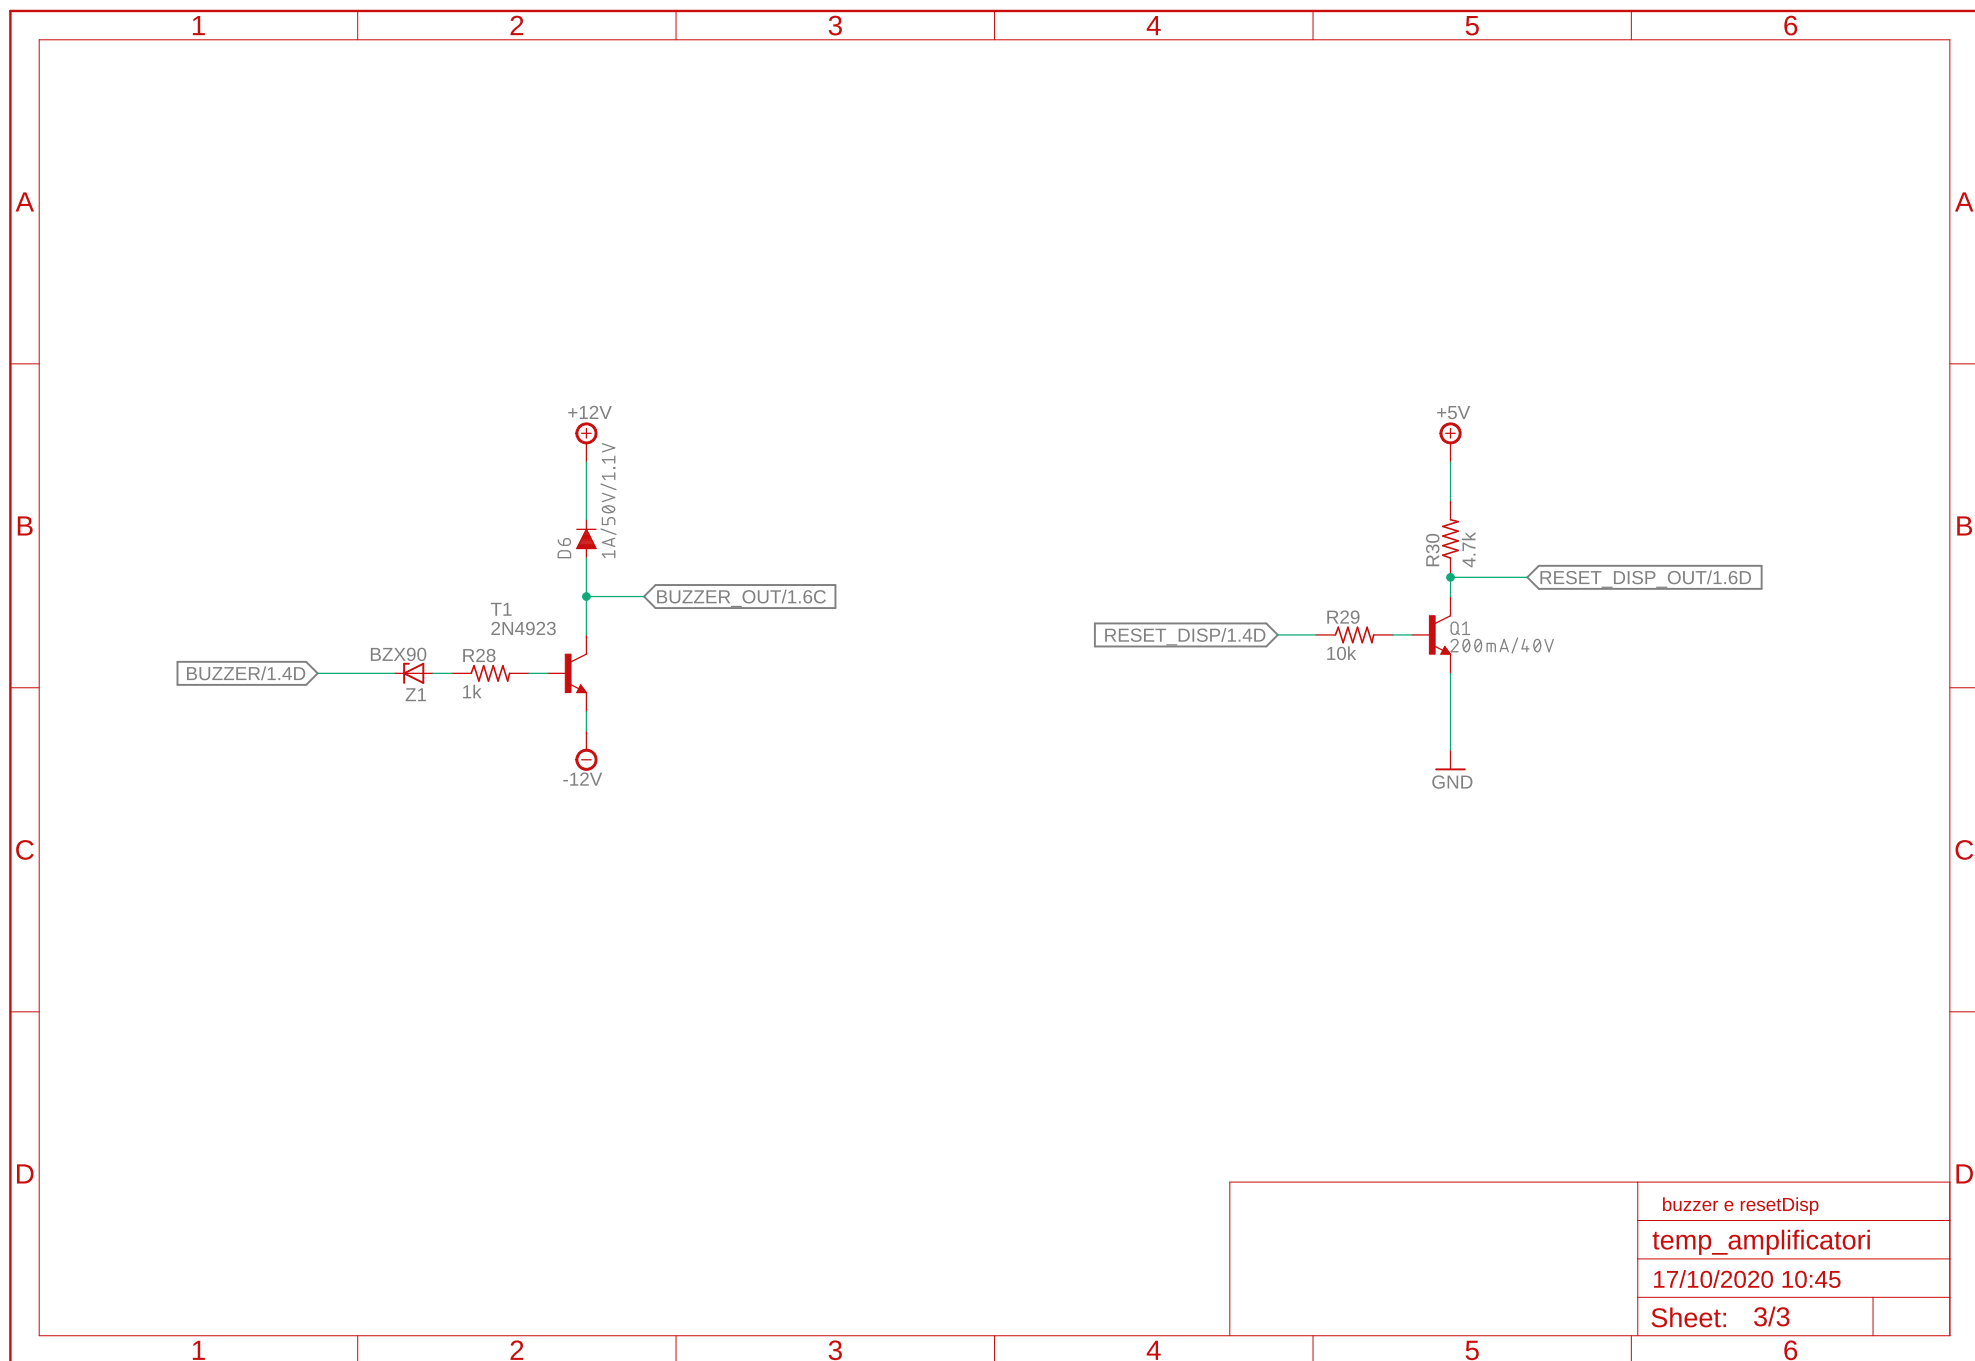 1 2 3 4 5 6
A A
+12V
1A/50V/1.1V
D6
BUZZER_OUT/1.6C
T1
2N4923
BZX90
R28
BUZZER/1.4D
Z1
1k
-12V
B B
+5V
R30
4.7k
RESET_DISP_OUT/1.6D
R29
RESET_DISP/1.4D
10k
Q1
200mA/40V
GND
C C
D D
buzzer e resetDisp
temp_amplificatori
17/10/2020 10:45
Sheet: 3/3
1 2 3 4 5 6